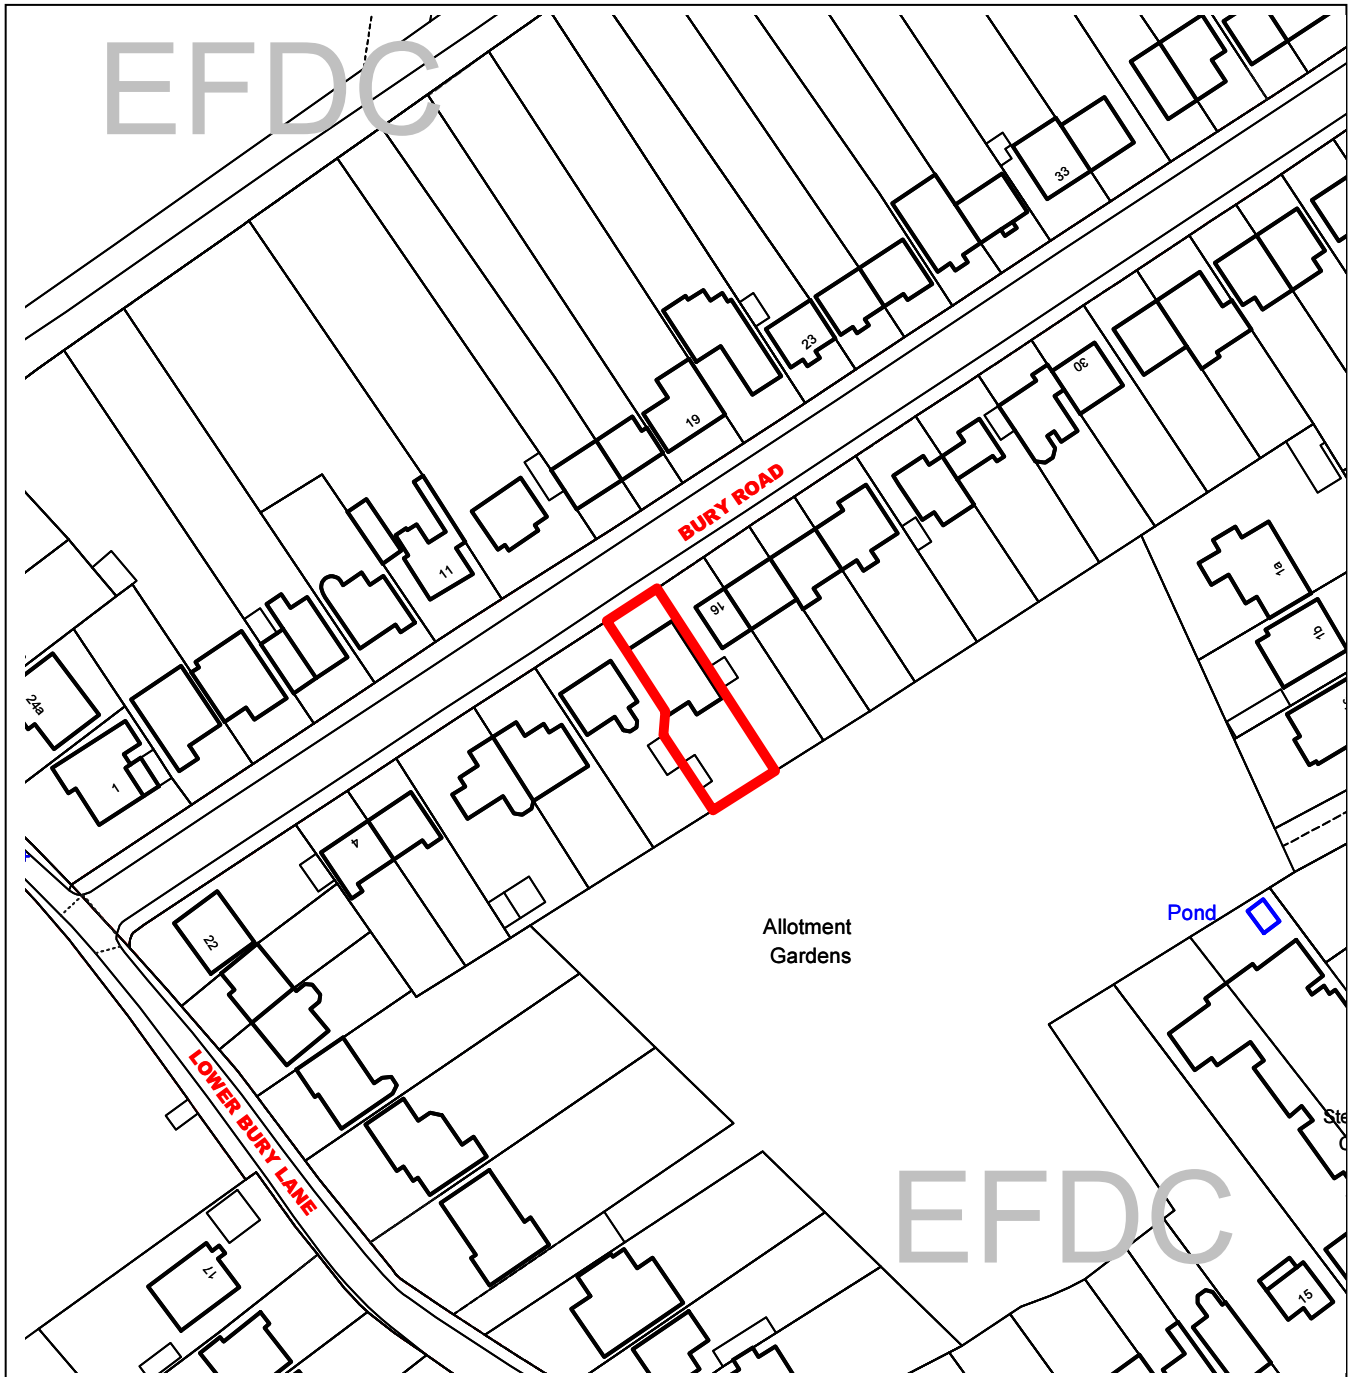 EFDC
33
23
30
19
BURY ROAD
11
1a
16
1b
24a
1
4
Pond
Allotment
Gardens
22
LOWER BURY LANE
EFDC
17
15